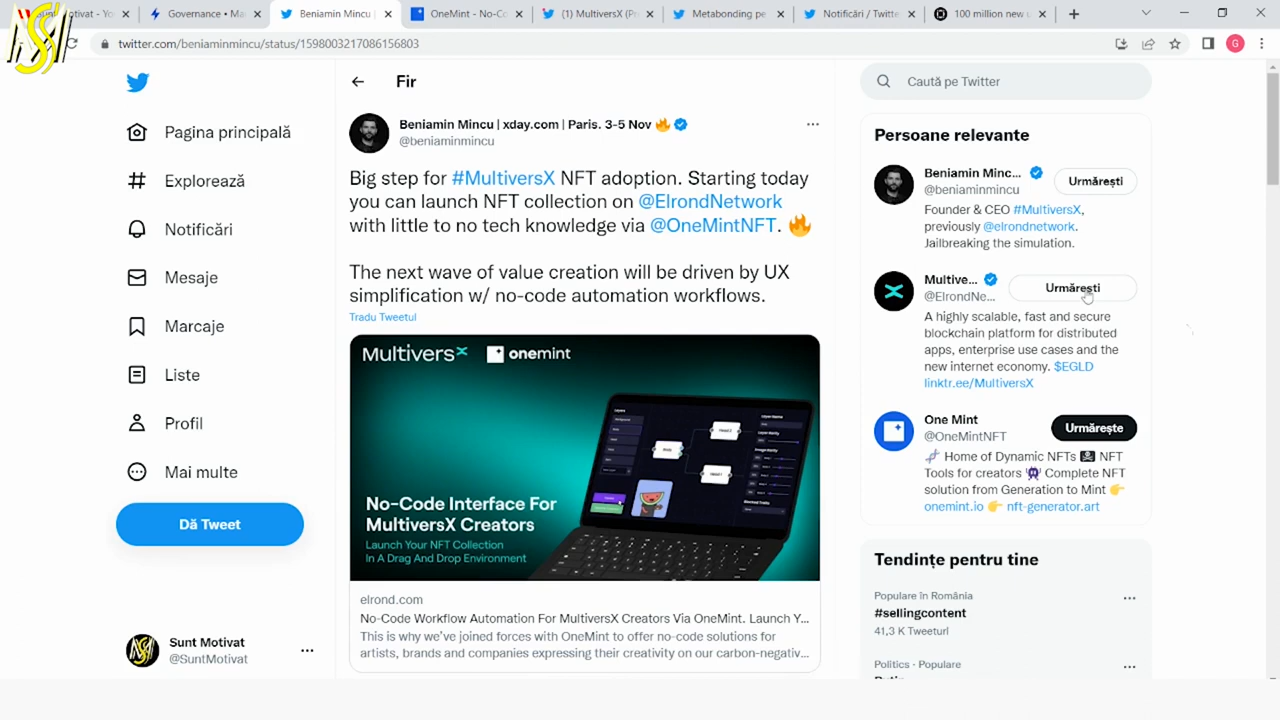 Sunt Motivat - Yo
Governance • Ma
Beniamin Mincu |
OneMint - No-Co
(1) MultiversX (Pr
Metabonding pe
Notificări / Twitte
100 million new u
twitter.com/beniaminmincu/status/1598003217086156803
G
Pagina principală
Explorează
Notificări
Mesaje
Marcaje
Liste
Profil
Mai multe
Dă Tweet
Sunt Motivat
@SuntMotivat
Fir
Beniamin Mincu | xday.com | Paris. 3-5 Nov 🔥
@beniaminmincu
Big step for #MultiversX NFT adoption. Starting today
you can launch NFT collection on @ElrondNetwork
with little to no tech knowledge via @OneMintNFT. 🔥
The next wave of value creation will be driven by UX
simplification w/ no-code automation workflows.
Tradu Tweetul
MultiversX onemint
No-Code Interface For
MultiversX Creators
Launch Your NFT Collection
In A Drag And Drop Environment
elrond.com
No-Code Workflow Automation For MultiversX Creators Via OneMint. Launch Y...
This is why we've joined forces with OneMint to offer no-code solutions for
artists, brands and companies expressing their creativity on our carbon-negativ...
Caută pe Twitter
Persoane relevante
Beniamin Minc...
@beniaminmincu
Urmărești
Founder & CEO #MultiversX,
previously @elrondnetwork.
Jailbreaking the simulation.
Multive...
@ElrondNe...
Urmărești
A highly scalable, fast and secure
blockchain platform for distributed
apps, enterprise use cases and the
new internet economy. $EGLD
linktr.ee/MultiversX
One Mint
@OneMintNFT
Urmărește
🧬 Home of Dynamic NFTs 🏴‍☠️ NFT
Tools for creators 👾 Complete NFT
solution from Generation to Mint 👉
onemint.io 👉 nft-generator.art
Tendințe pentru tine
Populare în România
#sellingcontent
41,3 K Tweeturi
Politics · Populare